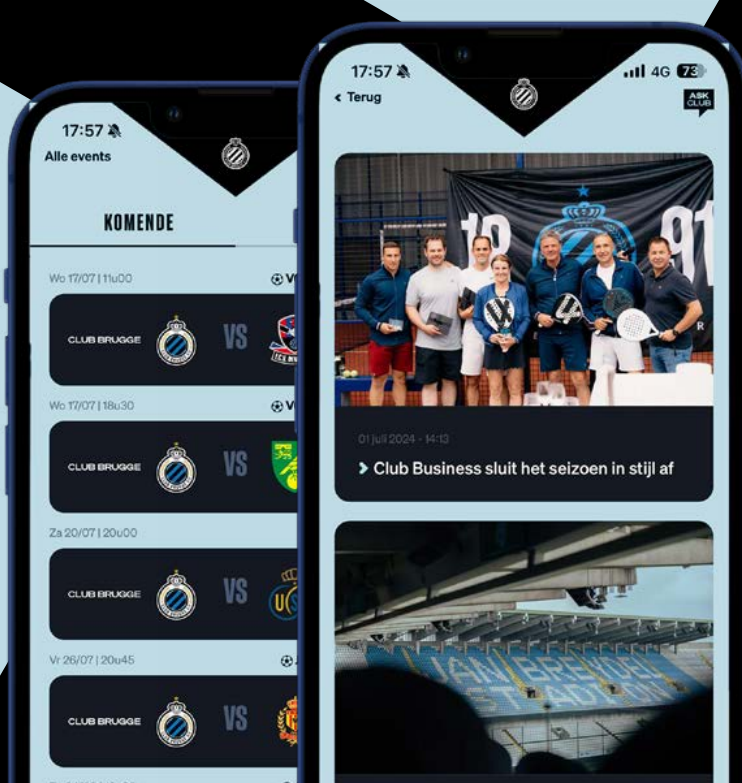 17:57
Alle events
KOMENDE
Wo 17/07 | 11u00
CLUB BRUGGE
VS
Wo 17/07 | 18u30
CLUB BRUGGE
VS
Za 20/07 | 20u00
CLUB BRUGGE
VS
Vr 26/07 | 20u45
CLUB BRUGGE
VS
17:57
4G 73
Terug
ASK
CLUB
18 91
01 juli 2024 - 14:13
Club Business sluit het seizoen in stijl af
JAN BREYDEL
STADION